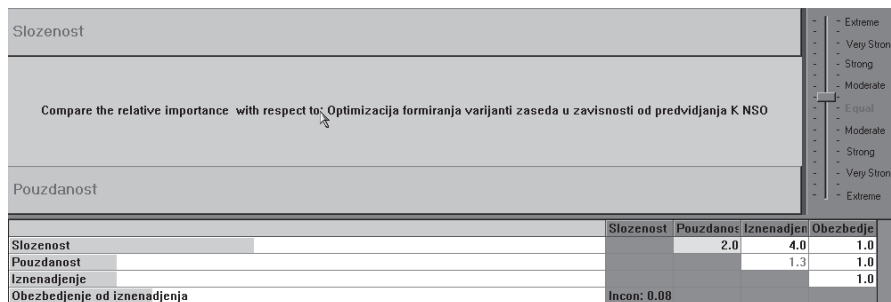 Slozenost
Compare the relative importance with respect to: Optimizacija formiranja varijanti zaseda u zavisnosti od predvidjanja K NSO
Pouzdanost
Extreme
Very Stron
Strong
Moderate
Equal
Moderate
Strong
Very Stron
Extreme
Slozenost Pouzdanos Iznenadjen Obezbedje
Slozenost 2.0 4.0 1.0
Pouzdanost 1.3 1.0
Iznenadjenje 1.0
Obezbedjenje od iznenadjenja Incon: 0.08